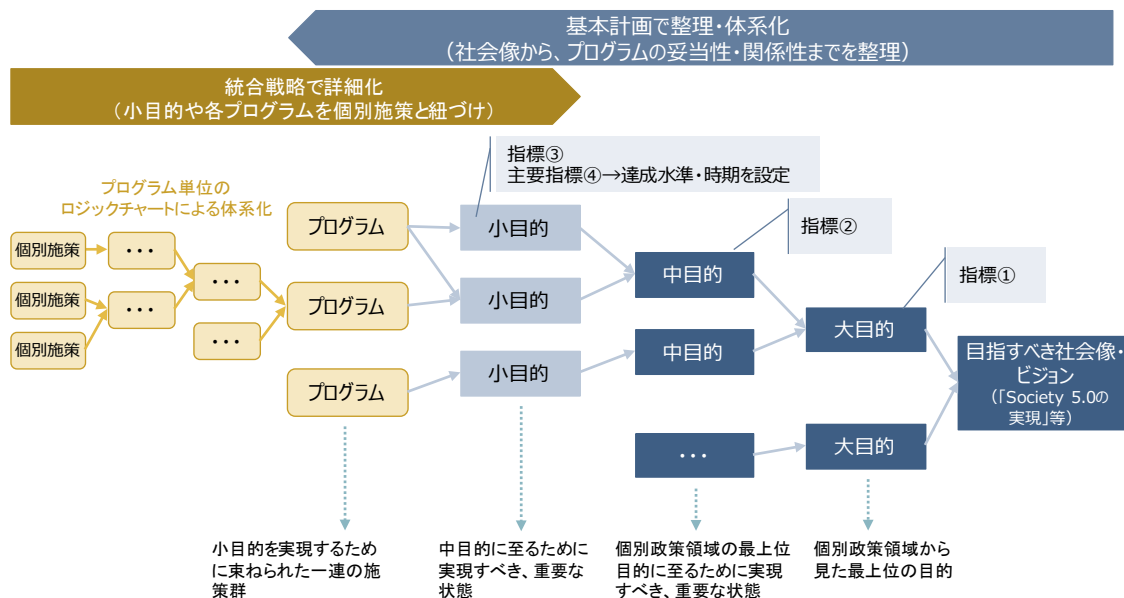 基本計画で整理・体系化
（社会像から、プログラムの妥当性・関係性までを整理）
統合戦略で詳細化
（小目的や各プログラムを個別施策と紐づけ）
指標③
主要指標④→達成水準・時期を設定
指標②
指標①
プログラム単位の
ロジックチャートによる体系化
個別施策
個別施策
個別施策
・・・
・・・
・・・
・・・
プログラム
プログラム
プログラム
小目的
小目的
小目的
中目的
中目的
・・・
大目的
大目的
目指すべき社会像・
ビジョン
（「Society 5.0の
実現」等）
小目的を実現するため
に束ねられた一連の施
策群
中目的に至るために
実現すべき、重要な
状態
個別政策領域の最上位
目的に至るために実現
すべき、重要な状態
個別政策領域から
見た最上位の目的